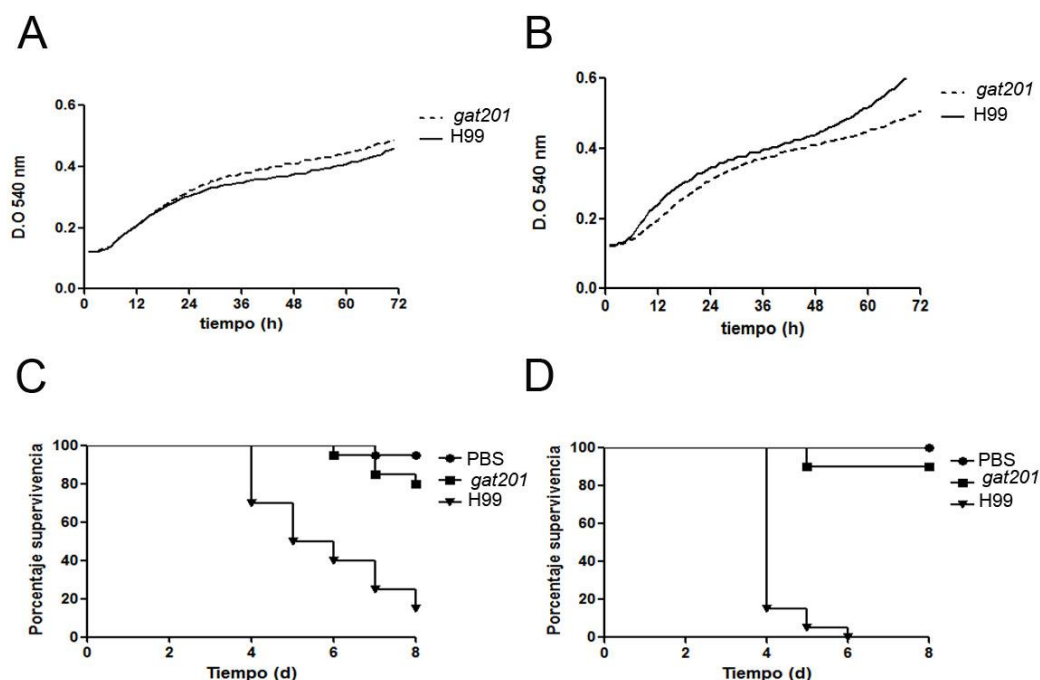 A
B
0.6
0.4
0.2
0.0
D.O 540 nm
0 12 24 36 48 60 72
tiempo (h)
gat201
H99
0.6
0.4
0.2
0.0
D.O 540 nm
0 12 24 36 48 60 72
tiempo (h)
gat201
H99
C
D
100
80
60
40
20
0
Porcentaje supervivencia
0 2 4 6 8
Tiempo (d)
PBS
gat201
H99
100
80
60
40
20
0
Porcentaje supervivencia
0 2 4 6 8
Tiempo (d)
PBS
gat201
H99